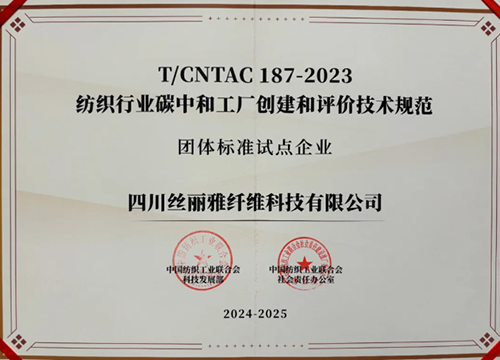 T/CNTAC 187-2023
纺织行业碳中和工厂创建和评价技术规范
团体标准试点企业
四川丝丽雅纤维科技有限公司
中国纺织工业联合会 中国纺织工业联合会
科技发展部 社会责任办公室
2024-2025